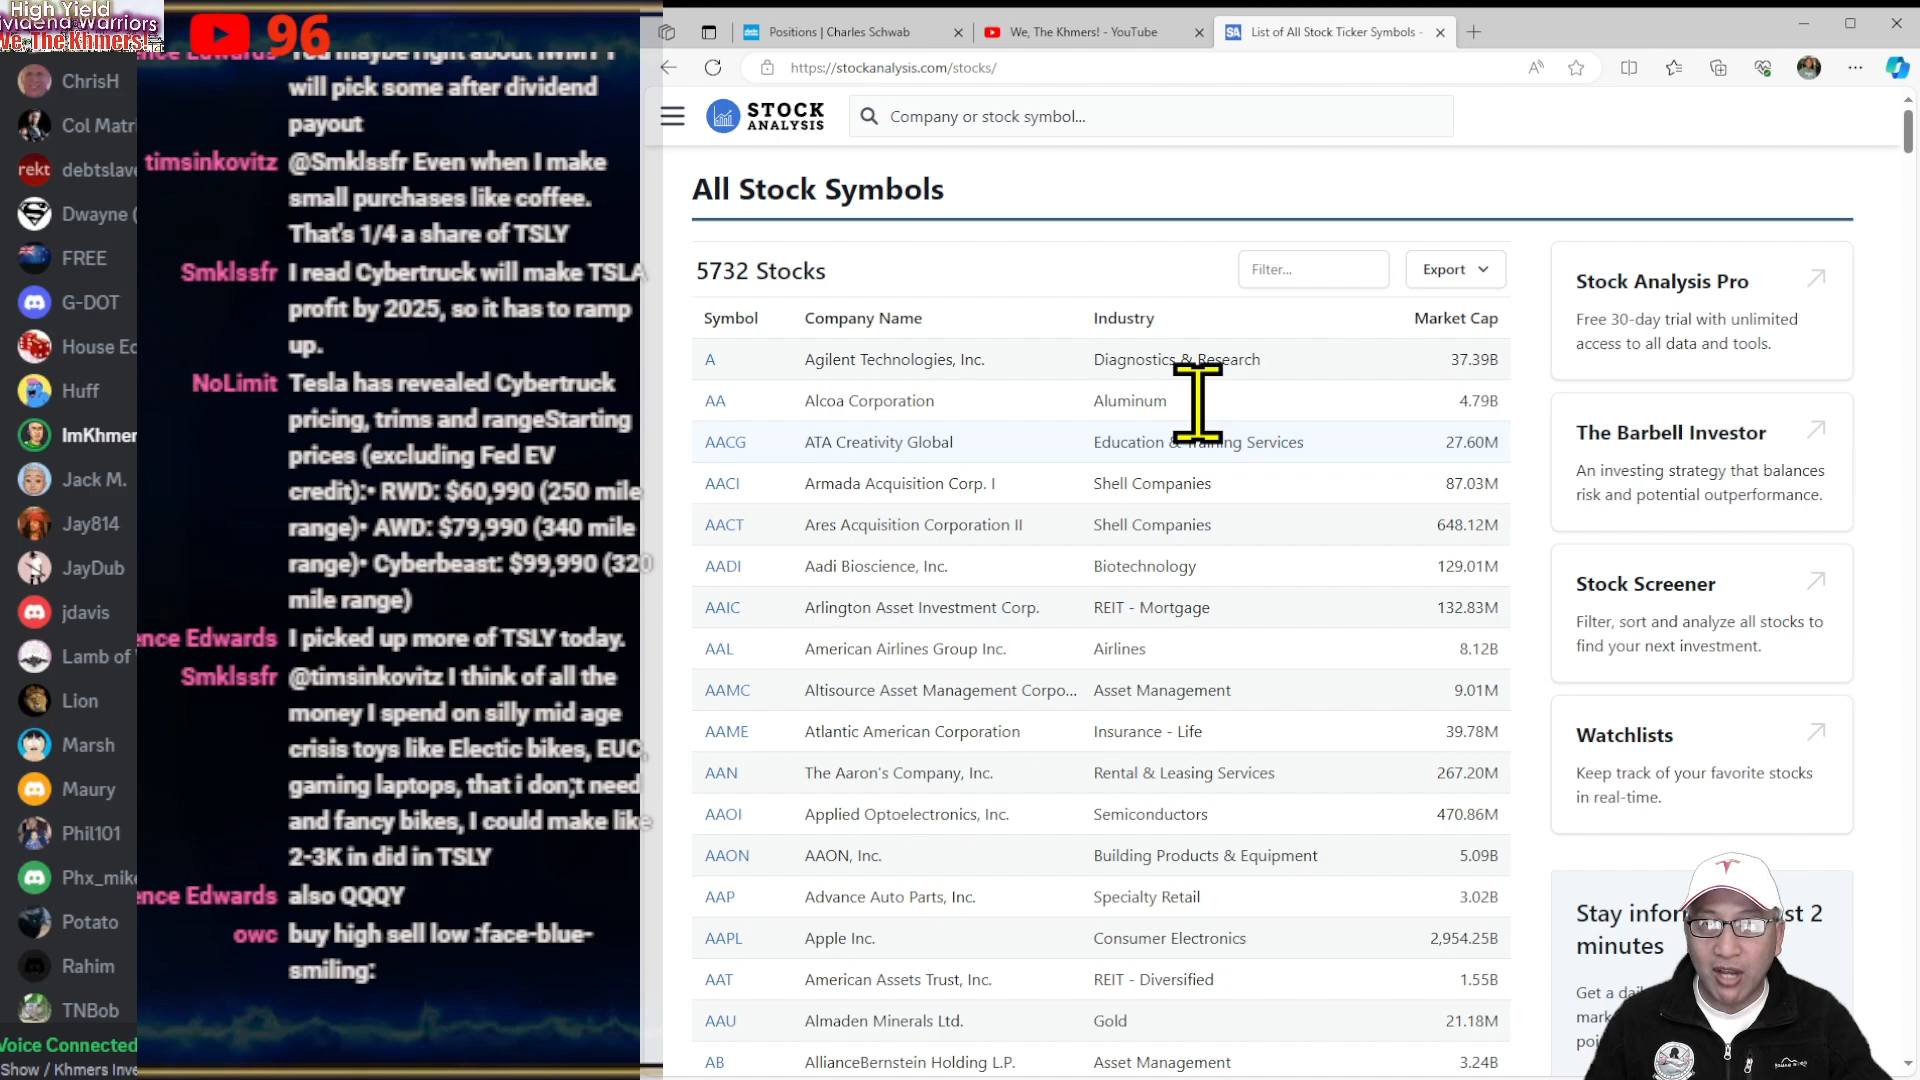 High Yield
Dividend Warriors
We, The Khmers!
96
ChrisH
Col Matri
rekt
debtslave
Dwayne (
FREE
G-DOT
House Ec
Huff
ImKhmer
Jack M.
Jay814
JayDub
jdavis
Lamb of
Lion
Marsh
Maury
Phil101
Phx_mike
Potato
Rahim
TNBob
Voice Connected
Show / Khmers Inve
ence Edwards
will pick some after dividend
payout
timsinkovitz @Smklssfr Even when I make
small purchases like coffee.
That's 1/4 a share of TSLY
Smklssfr I read Cybertruck will make TSLA
profit by 2025, so it has to ramp
up.
NoLimit Tesla has revealed Cybertruck
pricing, trims and rangeStarting
prices (excluding Fed EV
credit):• RWD: $60,990 (250 mile
range)• AWD: $79,990 (340 mile
range)• Cyberbeast: $99,990 (320
mile range)
ence Edwards I picked up more of TSLY today.
Smklssfr @timsinkovitz I think of all the
money I spend on silly mid age
crisis toys like Electic bikes, EUC,
gaming laptops, that i don;t need
and fancy bikes, I could make like
2-3K in did in TSLY
ence Edwards also QQQY
owc buy high sell low :face-blue-
smiling:
Positions | Charles Schwab
We, The Khmers! - YouTube
SA List of All Stock Ticker Symbols -
https://stockanalysis.com/stocks/
STOCK
ANALYSIS
Company or stock symbol...
All Stock Symbols
5732 Stocks
Filter...
Export
Symbol Company Name Industry Market Cap
A Agilent Technologies, Inc. Diagnostics & Research 37.39B
AA Alcoa Corporation Aluminum 4.79B
AACG ATA Creativity Global Education & Training Services 27.60M
AACI Armada Acquisition Corp. I Shell Companies 87.03M
AACT Ares Acquisition Corporation II Shell Companies 648.12M
AADI Aadi Bioscience, Inc. Biotechnology 129.01M
AAIC Arlington Asset Investment Corp. REIT - Mortgage 132.83M
AAL American Airlines Group Inc. Airlines 8.12B
AAMC Altisource Asset Management Corpo... Asset Management 9.01M
AAME Atlantic American Corporation Insurance - Life 39.78M
AAN The Aaron's Company, Inc. Rental & Leasing Services 267.20M
AAOI Applied Optoelectronics, Inc. Semiconductors 470.86M
AAON AAON, Inc. Building Products & Equipment 5.09B
AAP Advance Auto Parts, Inc. Specialty Retail 3.02B
AAPL Apple Inc. Consumer Electronics 2,954.25B
AAT American Assets Trust, Inc. REIT - Diversified 1.55B
AAU Almaden Minerals Ltd. Gold 21.18M
AB AllianceBernstein Holding L.P. Asset Management 3.24B
Stock Analysis Pro
Free 30-day trial with unlimited
access to all data and tools.
The Barbell Investor
An investing strategy that balances
risk and potential outperformance.
Stock Screener
Filter, sort and analyze all stocks to
find your next investment.
Watchlists
Keep track of your favorite stocks
in real-time.
Stay infor st 2
minutes
Get a dai
mark
poi